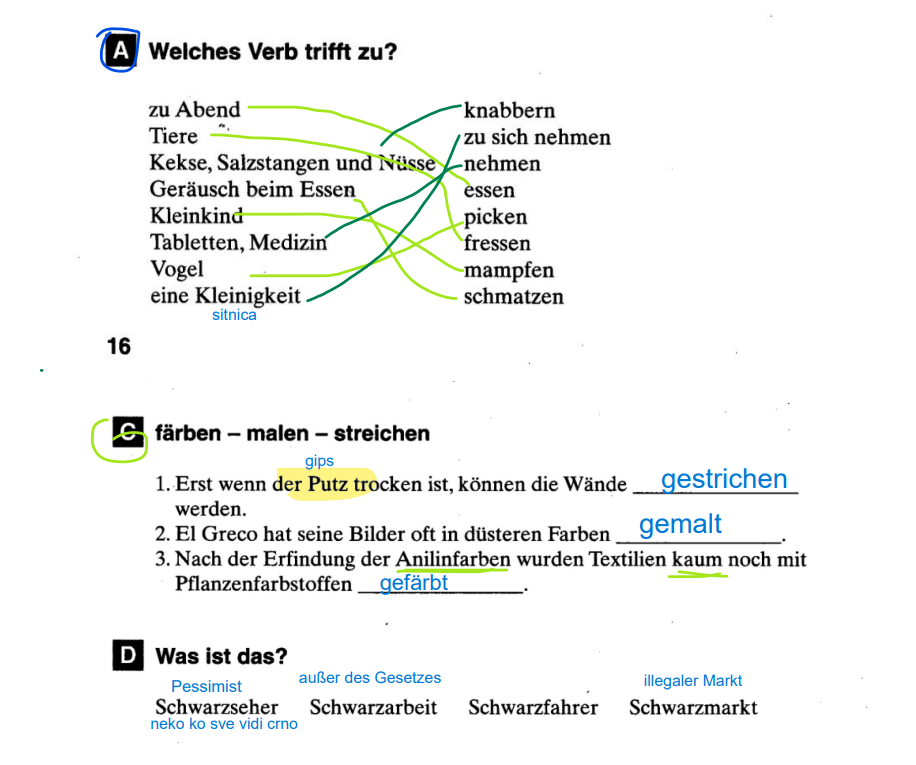 A Welches Verb trifft zu?
zu Abend knabbern
Tiere zu sich nehmen
Kekse, Salzstangen und Nüsse nehmen
Geräusch beim Essen essen
Kleinkind picken
Tabletten, Medizin fressen
Vogel mampfen
eine Kleinigkeit schmatzen
sitnica
16
C färben – malen – streichen
gips
1. Erst wenn der Putz trocken ist, können die Wände gestrichen
werden.
2. El Greco hat seine Bilder oft in düsteren Farben gemalt.
3. Nach der Erfindung der Anilinfarben wurden Textilien kaum noch mit
Pflanzenfarbstoffen gefärbt.
D Was ist das?
Pessimist außer des Gesetzes illegaler Markt
Schwarzseher Schwarzarbeit Schwarzfahrer Schwarzmarkt
neko ko sve vidi crno